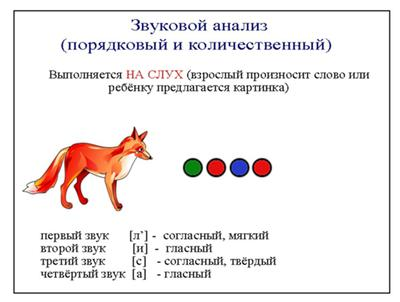 Звуковой анализ
(порядковый и количественный)
Выполняется НА СЛУХ (взрослый произносит слово или
ребёнку предлагается картинка)
первый звук [л’] - согласный, мягкий
второй звук [и] - гласный
третий звук [с] - согласный, твёрдый
четвёртый звук [а] - гласный